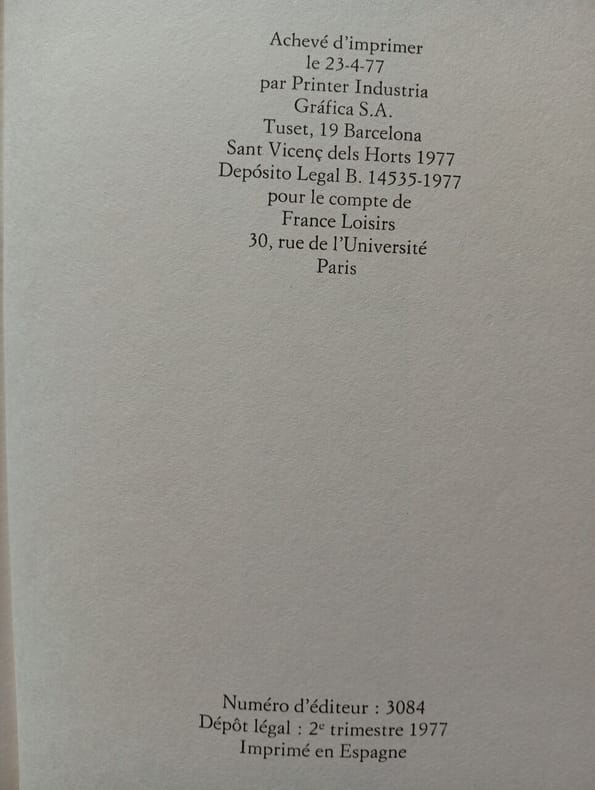 Achevé d'imprimer
le 23-4-77
par Printer Industria
Gráfica S.A.
Tuset, 19 Barcelona
Sant Vicenç dels Horts 1977
Depósito Legal B. 14535-1977
pour le compte de
France Loisirs
30, rue de l'Université
Paris
Numéro d'éditeur : 3084
Dépôt légal : 2e trimestre 1977
Imprimé en Espagne